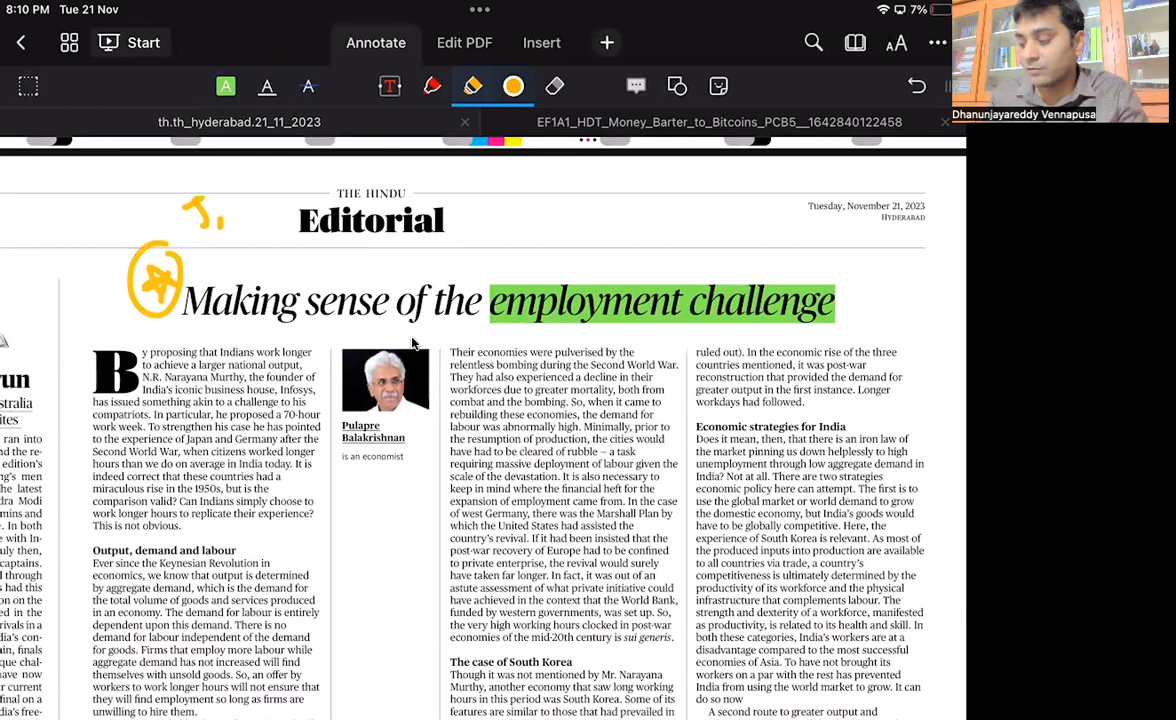 8:10 PM Tue 21 Nov
7%
Start
Annotate
Edit PDF
Insert
th.th_hyderabad.21_11_2023
EF1A1_HDT_Money_Barter_to_Bitcoins_PCB5__1642840122458
Dhanunjayareddy Vennapusa
THE HINDU
Editorial
Tuesday, November 21, 2023
HYDERABAD
Making sense of the employment challenge
By proposing that Indians work longer
to achieve a larger national output,
N.R. Narayana Murthy, the founder of
India's iconic business house, Infosys,
has issued something akin to a challenge to his
compatriots. In particular, he proposed a 70-hour
work week. To strengthen his case he has pointed
to the experience of Japan and Germany after the
Second World War, when citizens worked longer
hours than we do on average in India today. It is
indeed correct that these countries had a
miraculous rise in the 1950s, but is the
comparison valid? Can Indians simply choose to
work longer hours to replicate their experience?
This is not obvious.
Output, demand and labour
Ever since the Keynesian Revolution in
economics, we know that output is determined
by aggregate demand, which is the demand for
the total volume of goods and services produced
in an economy. The demand for labour is entirely
dependent upon this demand. There is no
demand for labour independent of the demand
for goods. Firms that employ more labour while
aggregate demand has not increased will find
themselves with unsold goods. So, an offer by
workers to work longer hours will not ensure that
they will find employment so long as firms are
unwilling to hire them.
Pulapre
Balakrishnan
is an economist
Their economies were pulverised by the
relentless bombing during the Second World War.
They had also experienced a decline in their
workforces due to greater mortality, both from
combat and the bombing. So, when it came to
rebuilding these economies, the demand for
labour was abnormally high. Minimally, prior to
the resumption of production, the cities would
have had to be cleared of rubble – a task
requiring massive deployment of labour given the
scale of the devastation. It is also necessary to
keep in mind where the financial heft for the
expansion of employment came from. In the case
of west Germany, there was the Marshall Plan by
which the United States had assisted the
country's revival. If it had been insisted that the
post-war recovery of Europe had to be confined
to private enterprise, the revival would surely
have taken far longer. In fact, it was out of an
astute assessment of what private initiative could
have achieved in the context that the World Bank,
funded by western governments, was set up. So,
the very high working hours clocked in post-war
economies of the mid-20th century is sui generis.
The case of South Korea
Though it was not mentioned by Mr. Narayana
Murthy, another economy that saw long working
hours in this period was South Korea. Some of its
features are similar to those that had prevailed in
ruled out). In the economic rise of the three
countries mentioned, it was post-war
reconstruction that provided the demand for
greater output in the first instance. Longer
workdays had followed.
Economic strategies for India
Does it mean, then, that there is an iron law of
the market pinning us down helplessly to high
unemployment through low aggregate demand in
India? Not at all. There are two strategies
economic policy here can attempt. The first is to
use the global market or world demand to grow
the domestic economy, but India's goods would
have to be globally competitive. Here, the
experience of South Korea is relevant. As most of
the produced inputs into production are available
to all countries via trade, a country's
competitiveness is ultimately determined by the
productivity of its workforce and the physical
infrastructure that complements labour. The
strength and dexterity of a workforce, manifested
as productivity, is related to its health and skill. In
both these categories, India's workers are at a
disadvantage compared to the most successful
economies of Asia. To have not brought its
workers on a par with the rest has prevented
India from using the world market to grow. It can
do so now
A second route to greater output and